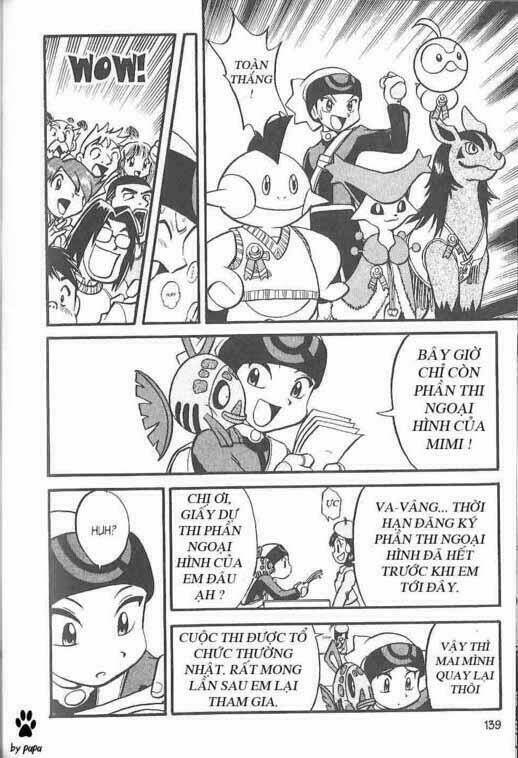 WOW!
TOÀN
THẮNG
!
BÂY GIỜ
CHỈ CÒN
PHẦN THI
NGOẠI
HÌNH CỦA
MIMI !
HUH?
CHỊ ƠI,
GIẤY DỰ
THI PHẦN
NGOẠI
HÌNH CỦA
EM ĐÂU
ẠH ?
ỰC
VA-VÂNG... THỜI
HẠN ĐĂNG KÝ
PHẦN THI NGOẠI
HÌNH ĐÃ HẾT
TRƯỚC KHI EM
TỚI ĐÂY.
CUỘC THI ĐƯỢC TỔ
CHỨC THƯỜNG
NHẬT. RẤT MONG
LẦN SAU EM LẠI
THAM GIA.
VẬY THÌ
MAI MÌNH
QUAY LẠI
THÔI
139
by papa